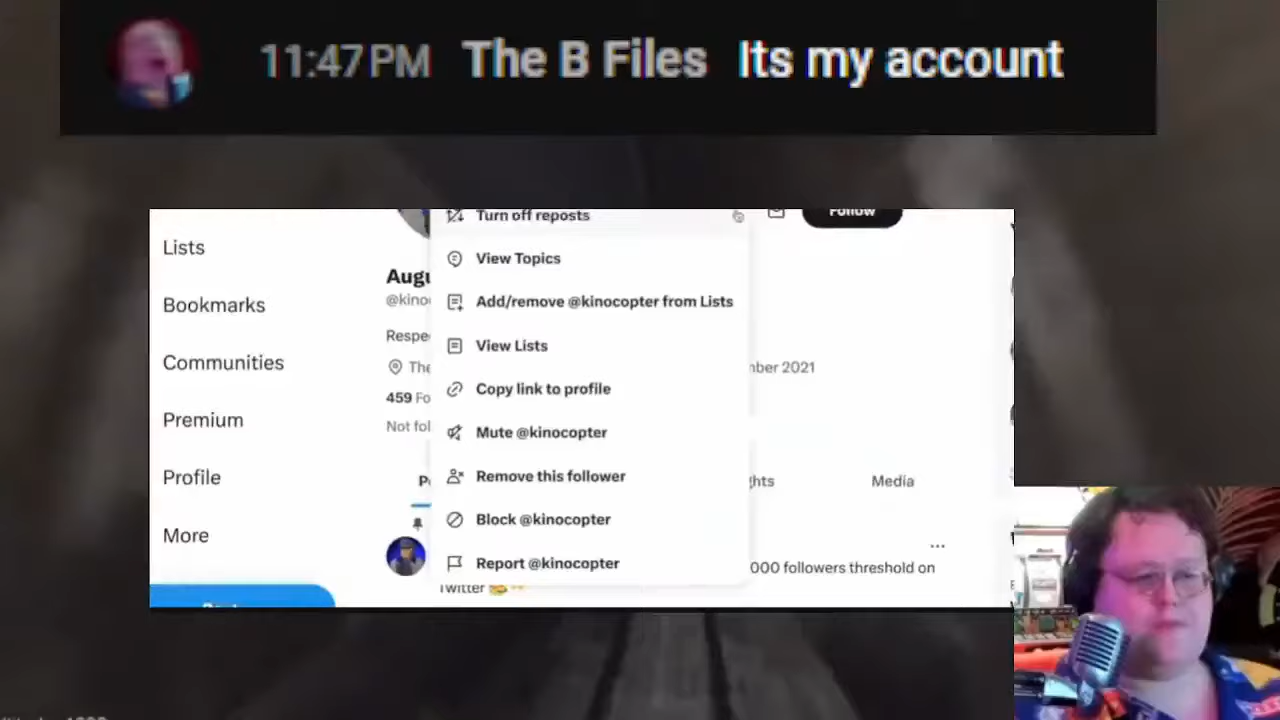 11:47 PM The B Files Its my account
Turn off reposts
Follow
Lists
View Topics
Augu
@kino
Bookmarks
Add/remove @kinocopter from Lists
Respe
View Lists
Communities
The
mber 2021
459 Fo
Copy link to profile
Premium
Not fol
Mute @kinocopter
Profile
Remove this follower
ghts
Media
Block @kinocopter
More
Report @kinocopter
000 followers threshold on
Twitter